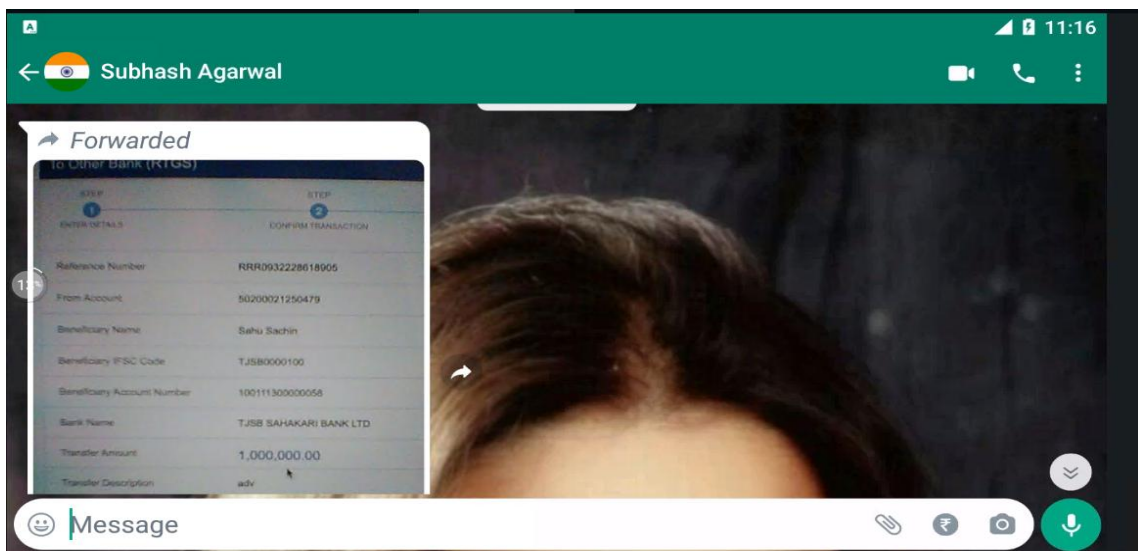 11:16
Subhash Agarwal
Forwarded
To Other Bank (RTGS)
STEP STEP
1 2
ENTER DETAILS CONFIRM TRANSACTION
Reference Number RRR0932228618905
From Account 50200021250479
Beneficiary Name Sahu Sachin
Beneficiary IFSC Code TJSB0000100
Beneficiary Account Number 100111300000058
Bank Name TJSB SAHAKARI BANK LTD
Transfer Amount 1,000,000.00
Transfer Description adv
Message